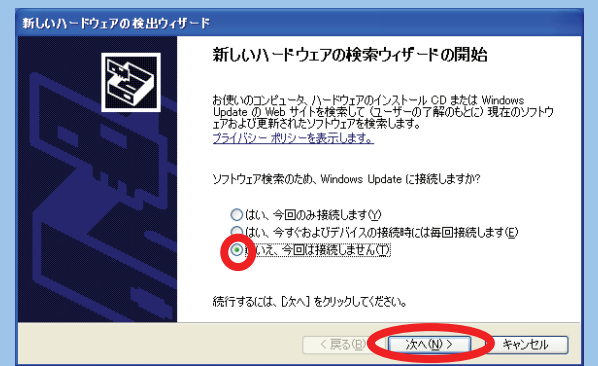 新しいハードウェアの検出ウィザード
新しいハードウェアの検索ウィザードの開始
お使いのコンピュータ、ハードウェアのインストール CD または Windows
Update の Web サイトを検索して (ユーザーの了解のもとに) 現在のソフトウ
ェアおよび更新されたソフトウェアを検索します。
プライバシー ポリシーを表示します。
ソフトウェア検索のため、Windows Update に接続しますか?
はい、今回のみ接続します(Y)
はい、今すぐおよびデバイスの接続時には毎回接続します(E)
いいえ、今回は接続しません(T)
続行するには、[次へ] をクリックしてください。
< 戻る(B) 次へ(N) > キャンセル